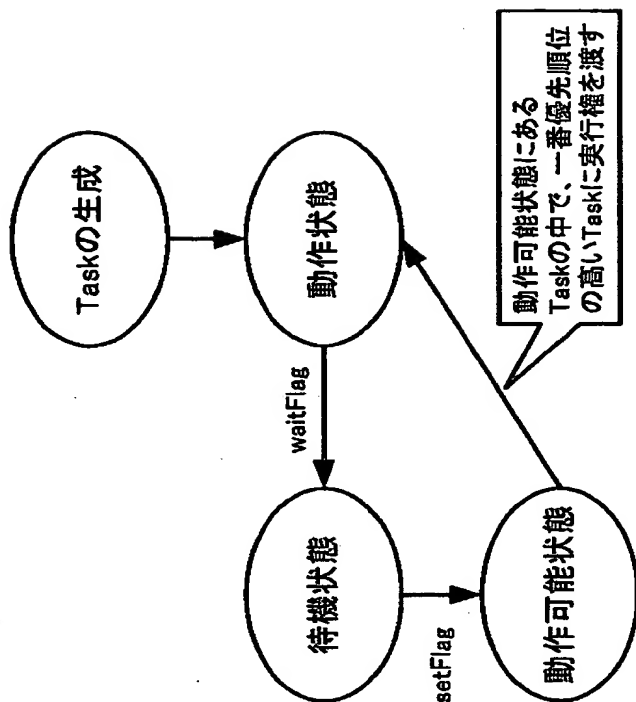 Taskの生成
動作状態
waitFlag
待機状態
setFlag
動作可能状態
動作可能状態にある
Taskの中で、一番優先順位
の高いTaskに実行権を渡す